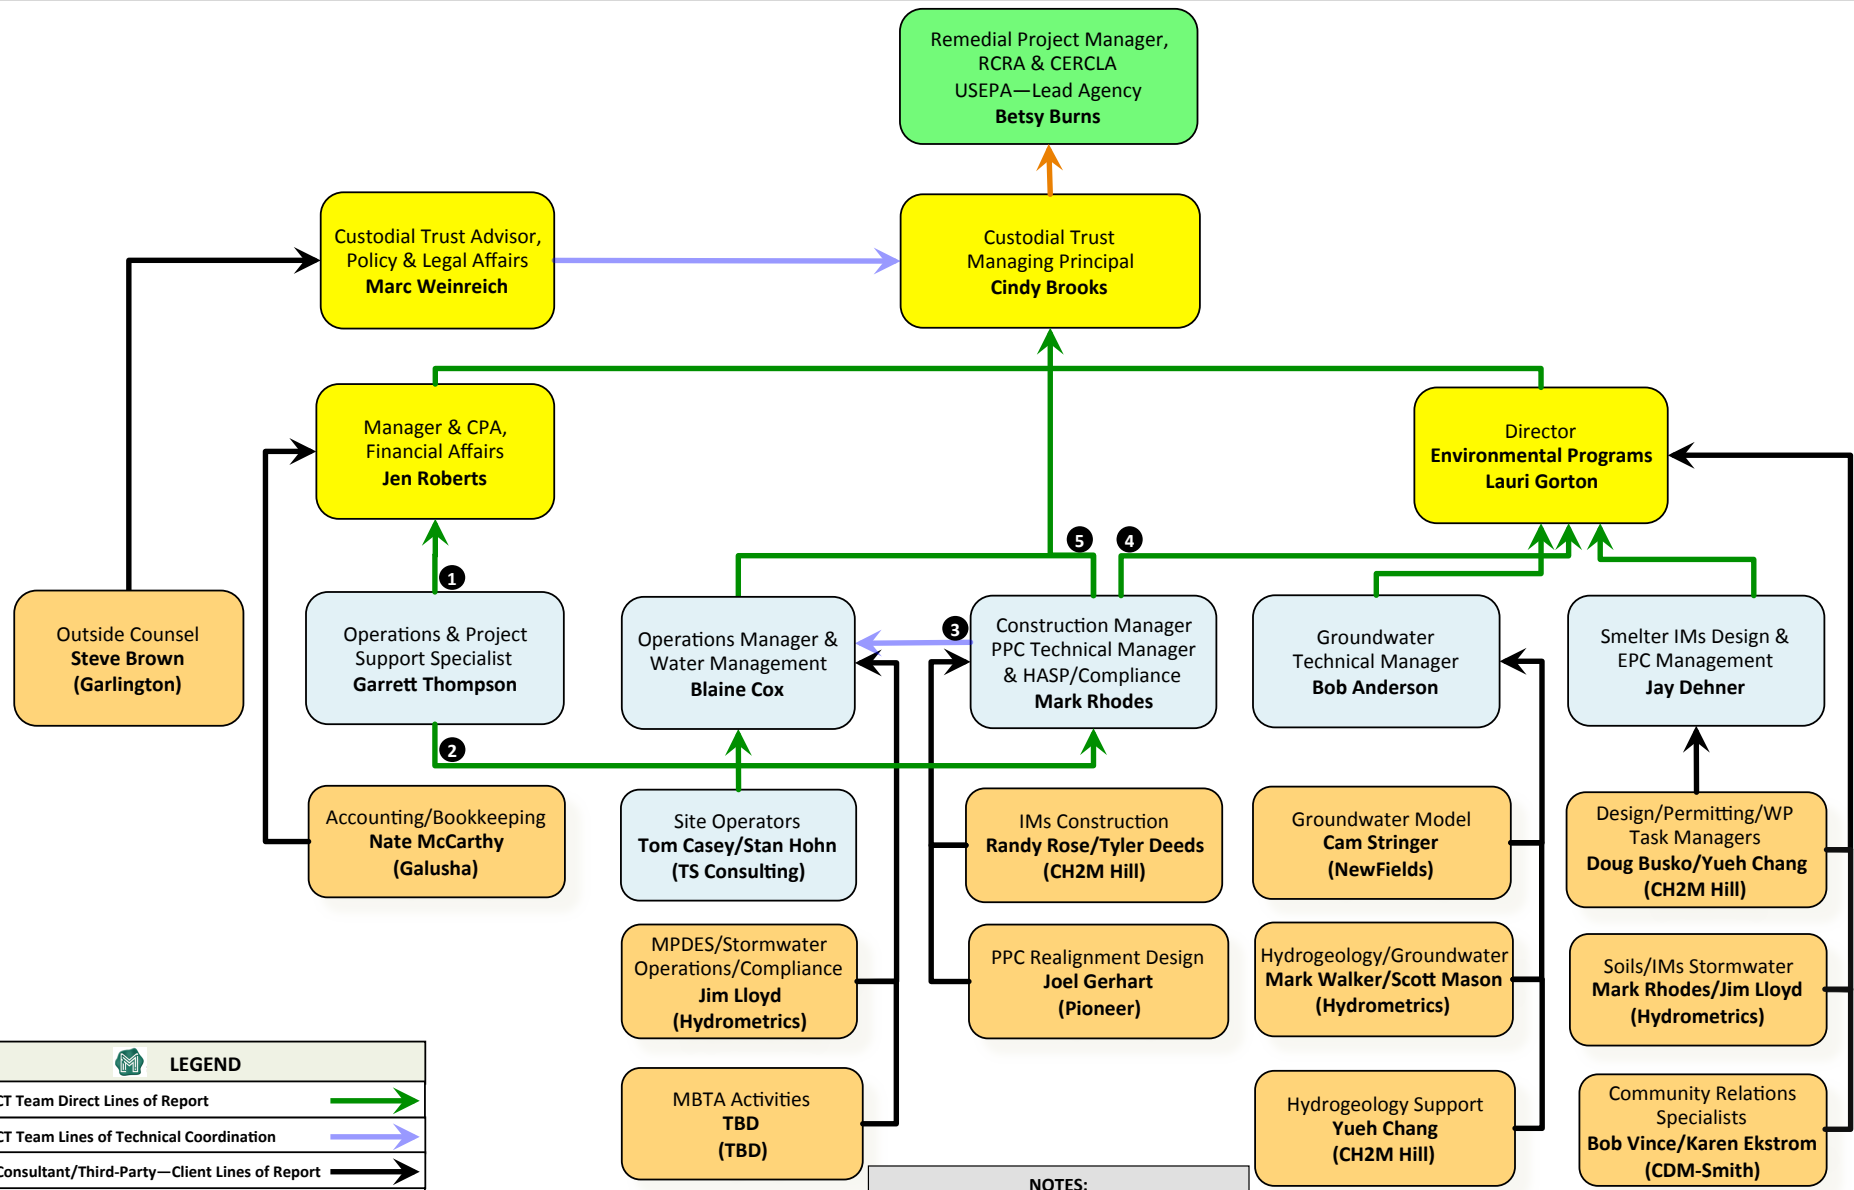 Remedial Project Manager,
RCRA & CERCLA
USEPA—Lead Agency
Betsy Burns
Custodial Trust Advisor,
Policy & Legal Affairs
Marc Weinreich
Custodial Trust
Managing Principal
Cindy Brooks
Manager & CPA,
Financial Affairs
Jen Roberts
Director
Environmental Programs
Lauri Gorton
5
4
1
Outside Counsel
Steve Brown
(Garlington)
Operations & Project
Support Specialist
Garrett Thompson
Operations Manager &
Water Management
Blaine Cox
3
Construction Manager
PPC Technical Manager
& HASP/Compliance
Mark Rhodes
Groundwater
Technical Manager
Bob Anderson
Smelter IMs Design &
EPC Management
Jay Dehner
2
Accounting/Bookkeeping
Nate McCarthy
(Galusha)
Site Operators
Tom Casey/Stan Hohn
(TS Consulting)
IMs Construction
Randy Rose/Tyler Deeds
(CH2M Hill)
Groundwater Model
Cam Stringer
(NewFields)
Design/Permitting/WP
Task Managers
Doug Busko/Yueh Chang
(CH2M Hill)
MPDES/Stormwater
Operations/Compliance
Jim Lloyd
(Hydrometrics)
PPC Realignment Design
Joel Gerhart
(Pioneer)
Hydrogeology/Groundwater
Mark Walker/Scott Mason
(Hydrometrics)
Soils/IMs Stormwater
Mark Rhodes/Jim Lloyd
(Hydrometrics)
MBTA Activities
TBD
(TBD)
Hydrogeology Support
Yueh Chang
(CH2M Hill)
Community Relations
Specialists
Bob Vince/Karen Ekstrom
(CDM-Smith)
M LEGEND
CT Team Direct Lines of Report
CT Team Lines of Technical Coordination
Consultant/Third-Party—Client Lines of Report
NOTES: